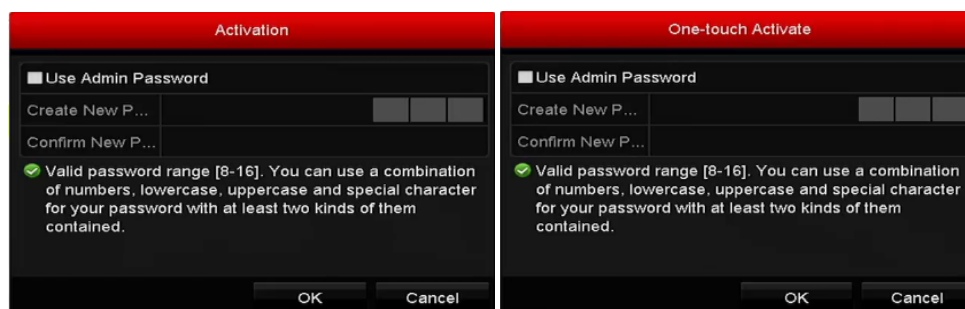 Activation
Use Admin Password
Create New P...
Confirm New P...
Valid password range [8-16]. You can use a combination
of numbers, lowercase, uppercase and special character
for your password with at least two kinds of them
contained.
OK Cancel
One-touch Activate
Use Admin Password
Create New P...
Confirm New P...
Valid password range [8-16]. You can use a combination
of numbers, lowercase, uppercase and special character
for your password with at least two kinds of them
contained.
OK Cancel